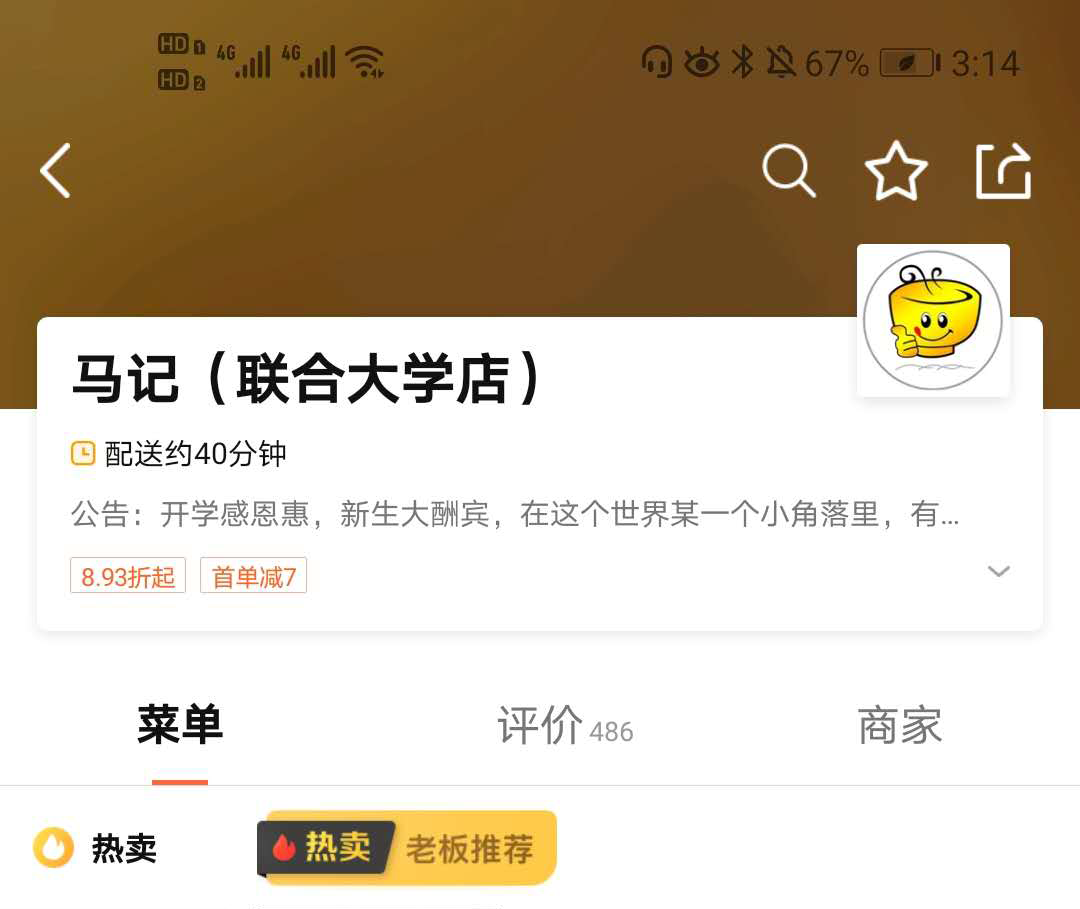 HD 1 4G 4G 67% 3:14
HD 2
马记（联合大学店）
配送约40分钟
公告：开学感恩惠，新生大酬宾，在这个世界某一个小角落里，有...
8.93折起 首单减7
菜单 评价 486 商家
热卖 热卖 老板推荐